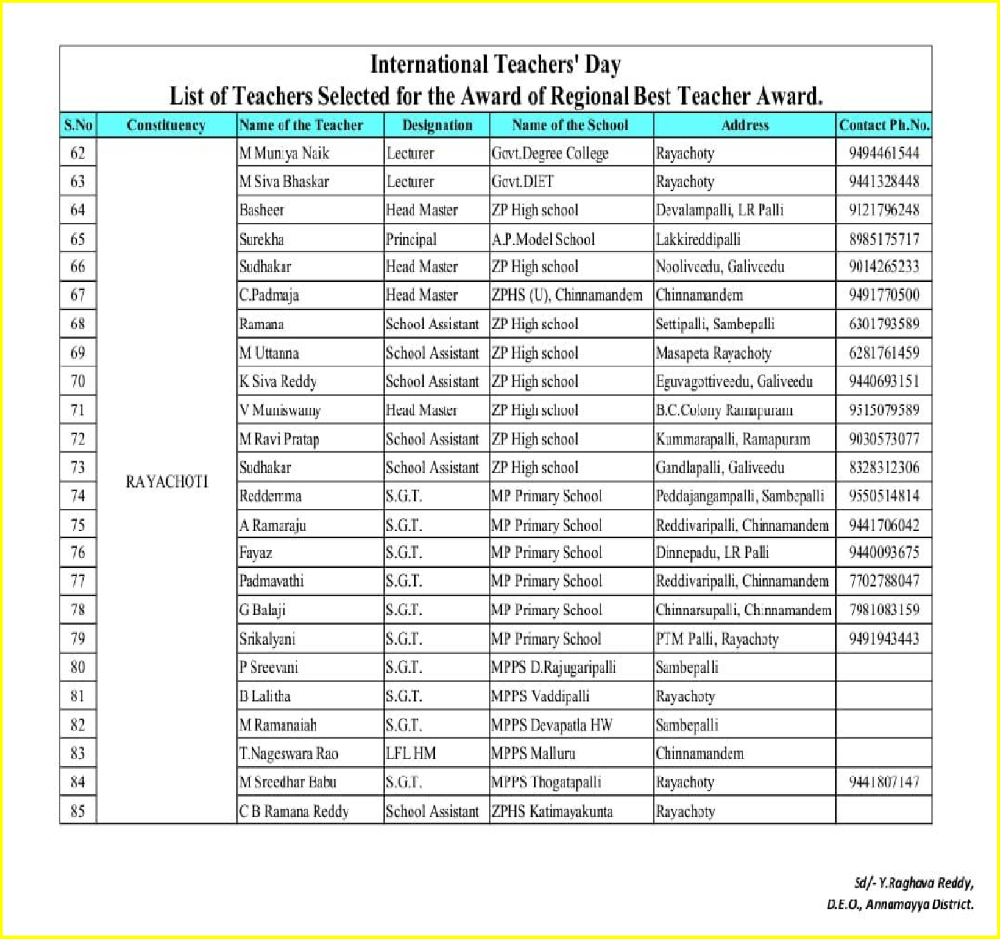 International Teachers' Day
List of Teachers Selected for the Award of Regional Best Teacher Award.
S.No Constituency Name of the Teacher Designation Name of the School Address Contact Ph.No.
62 M Muniya Naik Lecturer Govt.Degree College Rayachoty 9494461544
63 M Siva Bhaskar Lecturer Govt.DIET Rayachoty 9441328448
64 Basheer Head Master ZP High school Devalampalli, LR Palli 9121796248
65 Surekha Principal A.P.Model School Lakkireddipalli 8985175717
66 Sudhakar Head Master ZP High school Nooliveedu, Galiveedu 9014265233
67 C.Padmaja Head Master ZPHS (U), Chinnamandem Chinnamandem 9491770500
68 Ramana School Assistant ZP High school Settipalli, Sambepalli 6301793589
69 M Uttanna School Assistant ZP High school Masapeta Rayachoty 6281761459
70 K Siva Reddy School Assistant ZP High school Eguvagottiveedu, Galiveedu 9440693151
71 V Muniswamy Head Master ZP High school B.C.Colony Ramapuram 9515079589
72 M Ravi Pratap School Assistant ZP High school Kummarapalli, Ramapuram 9030573077
73 Sudhakar School Assistant ZP High school Gandlapalli, Galiveedu 8328312306
RAYACHOTI
74 Reddemma S.G.T. MP Primary School Peddajangampalli, Sambepalli 9550514814
75 A Ramaraju S.G.T. MP Primary School Reddivaripalli, Chinnamandem 9441706042
76 Fayaz S.G.T. MP Primary School Dinnepadu, LR Palli 9440093675
77 Padmavathi S.G.T. MP Primary School Reddivaripalli, Chinnamandem 7702788047
78 G Balaji S.G.T. MP Primary School Chinnarsupalli, Chinnamandem 7981083159
79 Srikalyani S.G.T. MP Primary School PTM Palli, Rayachoty 9491943443
80 P Sreevani S.G.T. MPPS D.Rajugaripalli Sambepalli
81 B Lalitha S.G.T. MPPS Vaddipalli Rayachoty
82 M Ramanaiah S.G.T. MPPS Devapatla HW Sambepalli
83 T.Nageswara Rao LFL HM MPPS Malluru Chinnamandem
84 M Sreedhar Babu S.G.T. MPPS Thogatapalli Rayachoty 9441807147
85 C B Ramana Reddy School Assistant ZPHS Katimayakunta Rayachoty
Sd/- Y.Raghava Reddy,
D.E.O., Annamayya District.